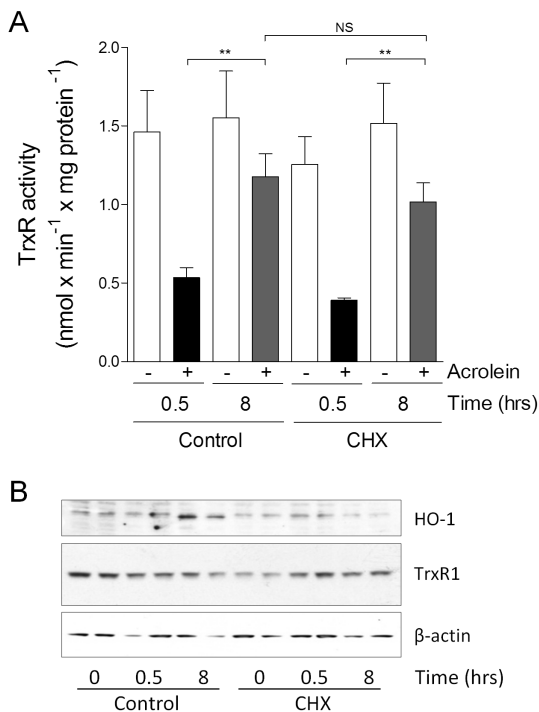 A
NS
** **
TrxR activity
(nmol x min⁻¹ x mg protein⁻¹)
2.0
1.5
1.0
0.5
0.0
- + - + - + - + Acrolein
0.5 8 0.5 8 Time (hrs)
Control CHX
B
HO-1
TrxR1
β-actin
0 0.5 8 0 0.5 8 Time (hrs)
Control CHX